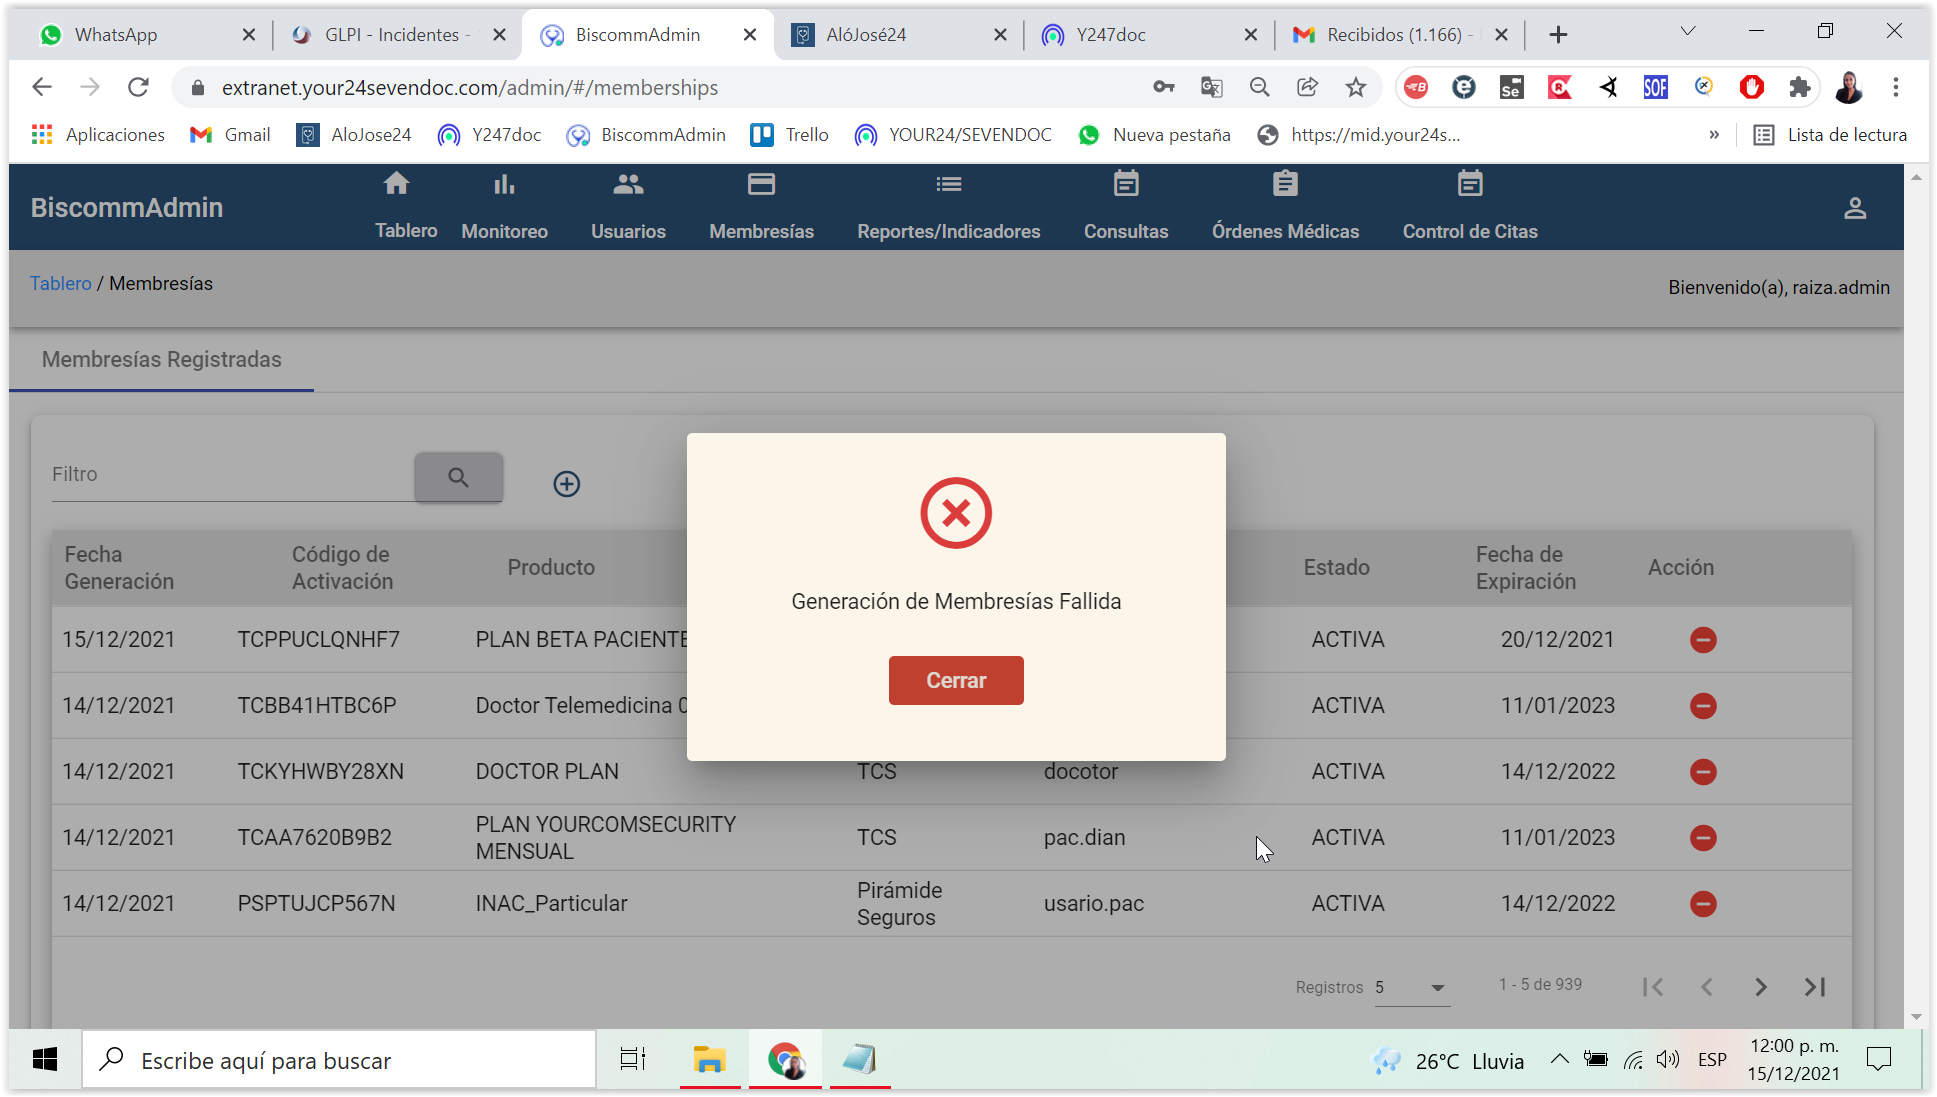 WhatsApp
GLPI - Incidentes -
BiscommAdmin
AlóJosé24
Y247doc
Recibidos (1.166) -
extranet.your24sevendoc.com/admin/#/memberships
Se
SOF
Aplicaciones
Gmail
AloJose24
Y247doc
BiscommAdmin
Trello
YOUR24/SEVENDOC
Nueva pestaña
https://mid.your24s...
»
Lista de lectura
BiscommAdmin
Tablero
Monitoreo
Usuarios
Membresías
Reportes/Indicadores
Consultas
Órdenes Médicas
Control de Citas
Tablero / Membresías
Bienvenido(a), raiza.admin
Membresías Registradas
Filtro
Generación de Membresías Fallida
Cerrar
Fecha Generación
Código de Activación
Producto
Estado
Fecha de Expiración
Acción
15/12/2021 TCPPUCLQNHF7 PLAN BETA PACIENTE ACTIVA 20/12/2021
14/12/2021 TCBB41HTBC6P Doctor Telemedicina ACTIVA 11/01/2023
14/12/2021 TCKYHWBY28XN DOCTOR PLAN TCS docotor ACTIVA 14/12/2022
14/12/2021 TCAA7620B9B2 PLAN YOURCOMSECURITY MENSUAL TCS pac.dian ACTIVA 11/01/2023
14/12/2021 PSPTUJCP567N INAC_Particular Pirámide Seguros usario.pac ACTIVA 14/12/2022
Registros 5 1 - 5 de 939
Escribe aquí para buscar
26°C Lluvia
ESP
12:00 p. m.
15/12/2021